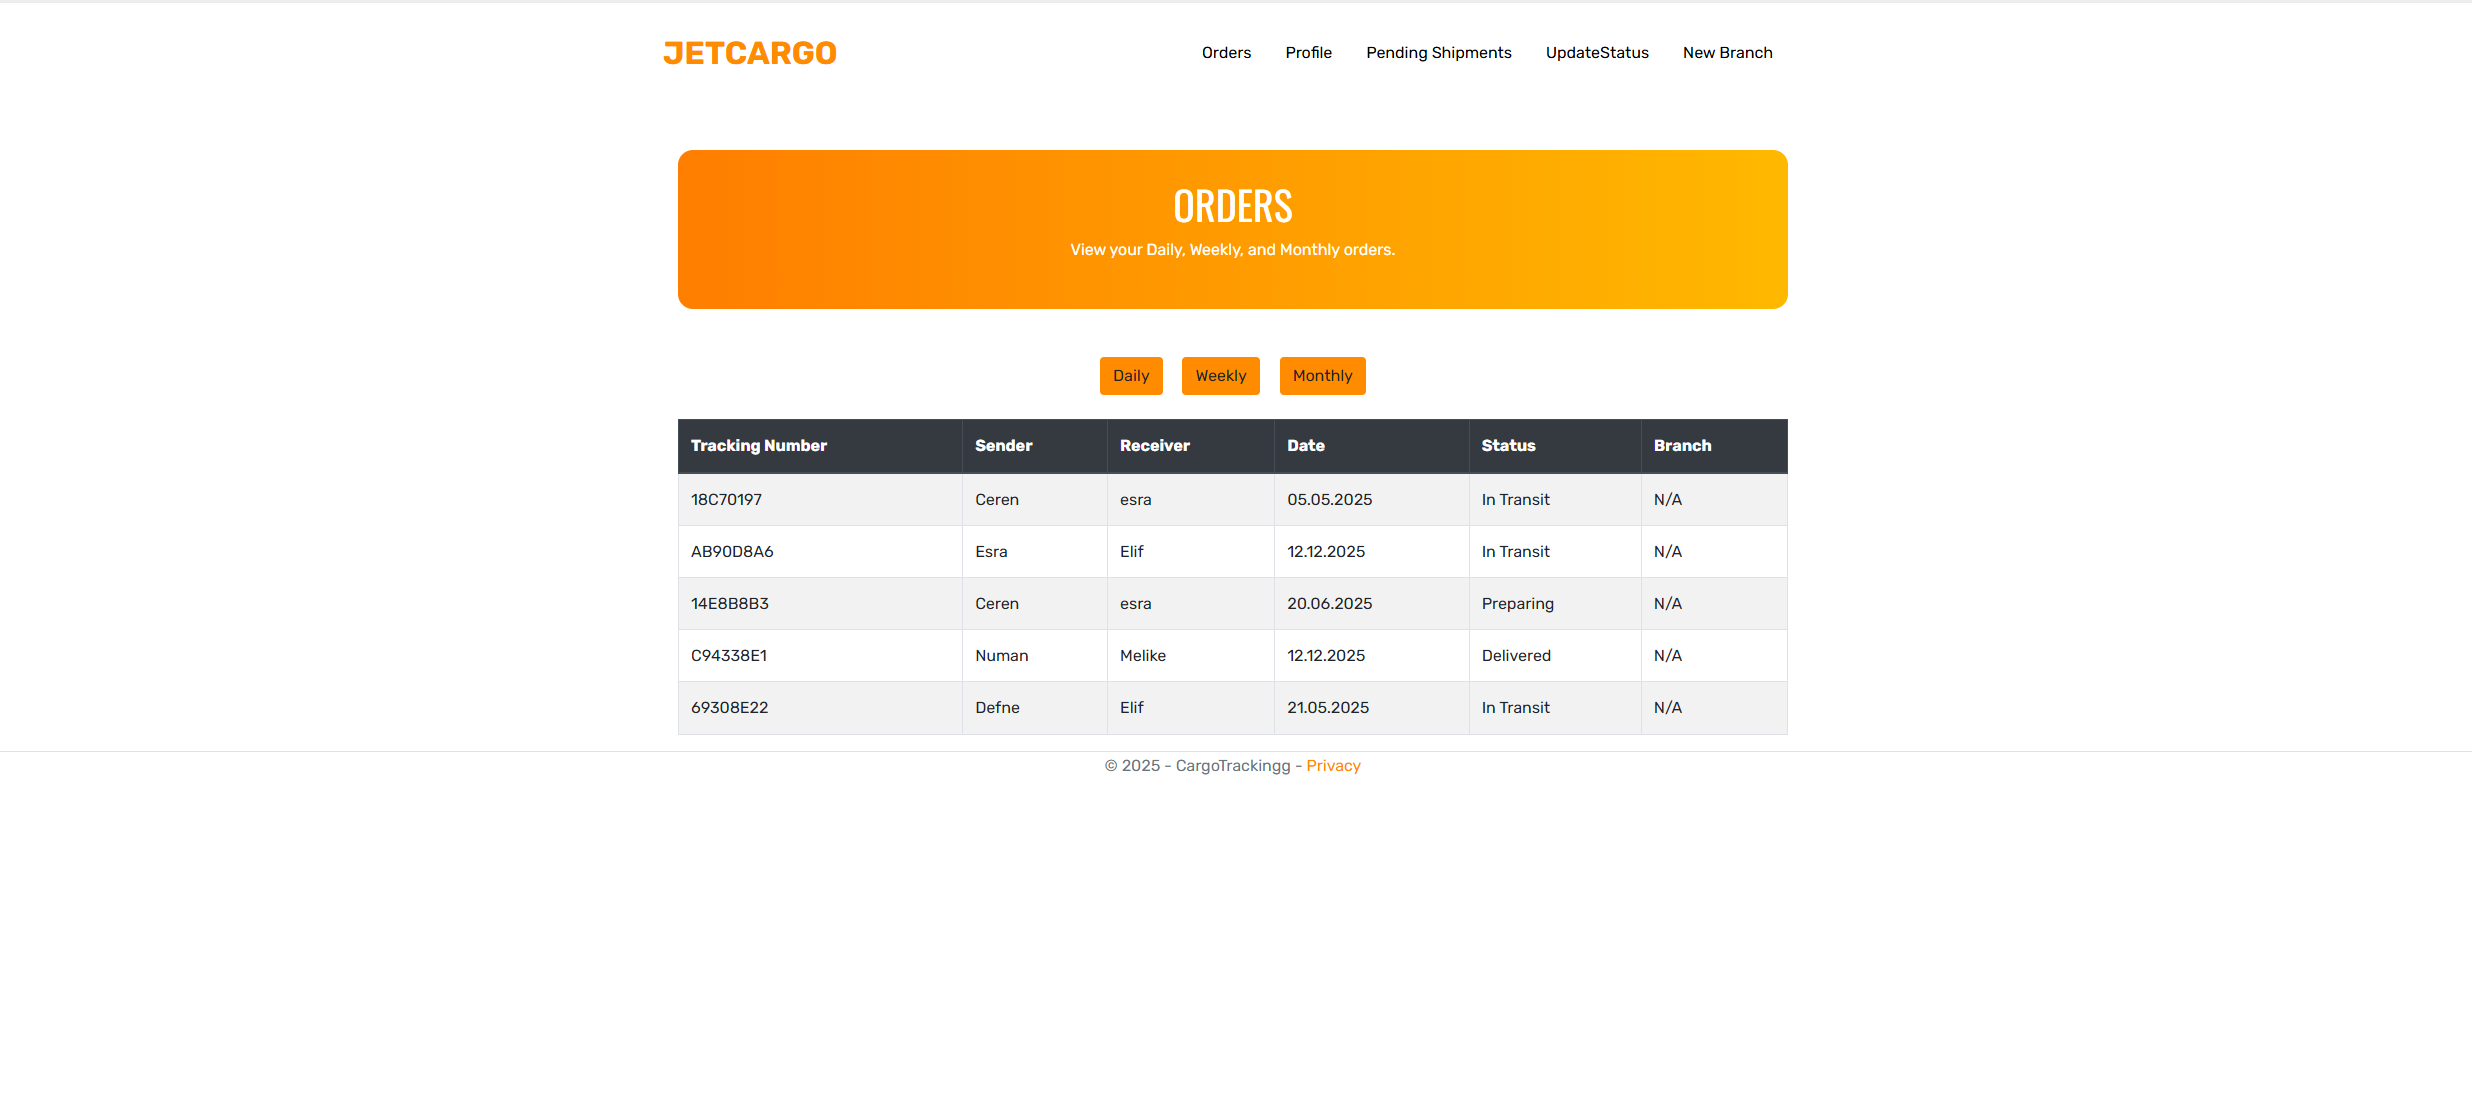 JETCARGO Orders Profile Pending Shipments UpdateStatus New Branch
ORDERS
View your Daily, Weekly, and Monthly orders.
Daily Weekly Monthly
Tracking Number Sender Receiver Date Status Branch
18C70197 Ceren esra 05.05.2025 In Transit N/A
AB90D8A6 Esra Elif 12.12.2025 In Transit N/A
14E8B8B3 Ceren esra 20.06.2025 Preparing N/A
C94338E1 Numan Melike 12.12.2025 Delivered N/A
69308E22 Defne Elif 21.05.2025 In Transit N/A
© 2025 - CargoTrackingg - Privacy